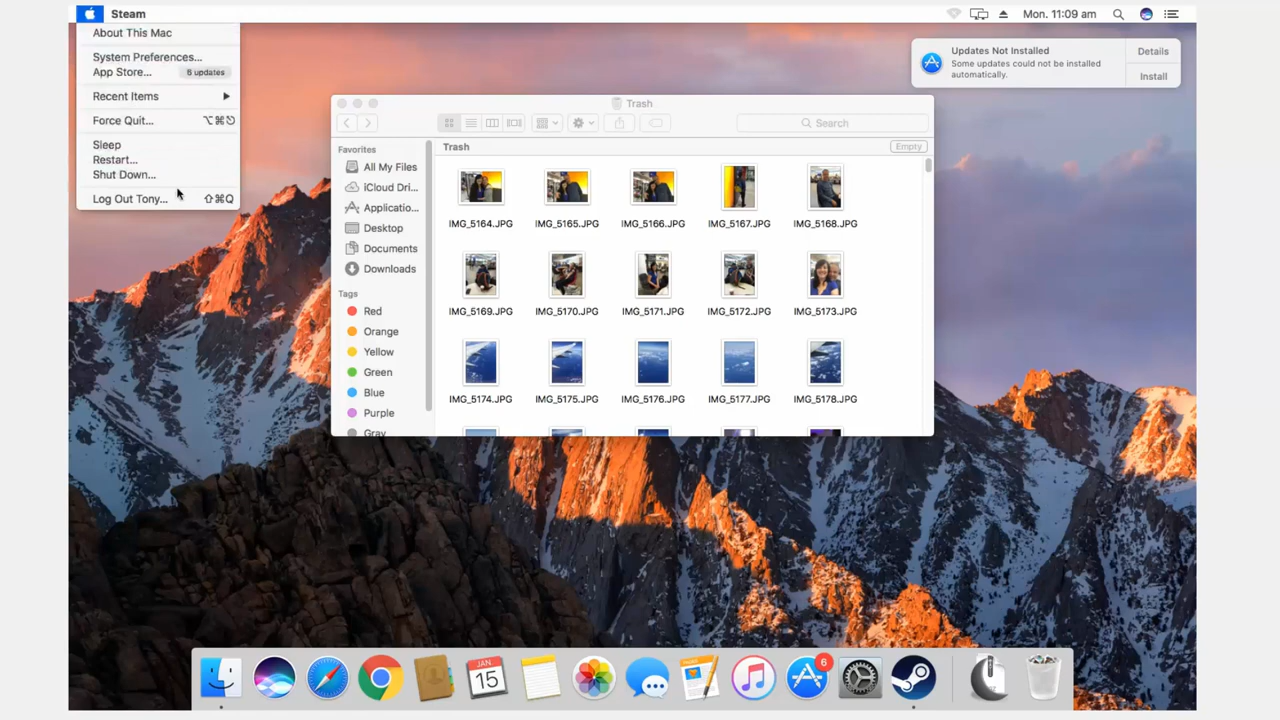 Steam
Mon. 11:09 am
About This Mac
System Preferences...
App Store... 6 updates
Recent Items
Force Quit... ⌥⌘⎋
Sleep
Restart...
Shut Down...
Log Out Tony... ⇧⌘Q
Updates Not Installed
Some updates could not be installed
automatically.
Details
Install
Trash
Search
Favorites
All My Files
iCloud Dri...
Applicatio...
Desktop
Documents
Downloads
Tags
Red
Orange
Yellow
Green
Blue
Purple
Gray
Trash
Empty
IMG_5164.JPG IMG_5165.JPG IMG_5166.JPG IMG_5167.JPG IMG_5168.JPG
IMG_5169.JPG IMG_5170.JPG IMG_5171.JPG IMG_5172.JPG IMG_5173.JPG
IMG_5174.JPG IMG_5175.JPG IMG_5176.JPG IMG_5177.JPG IMG_5178.JPG
JAN
15
6